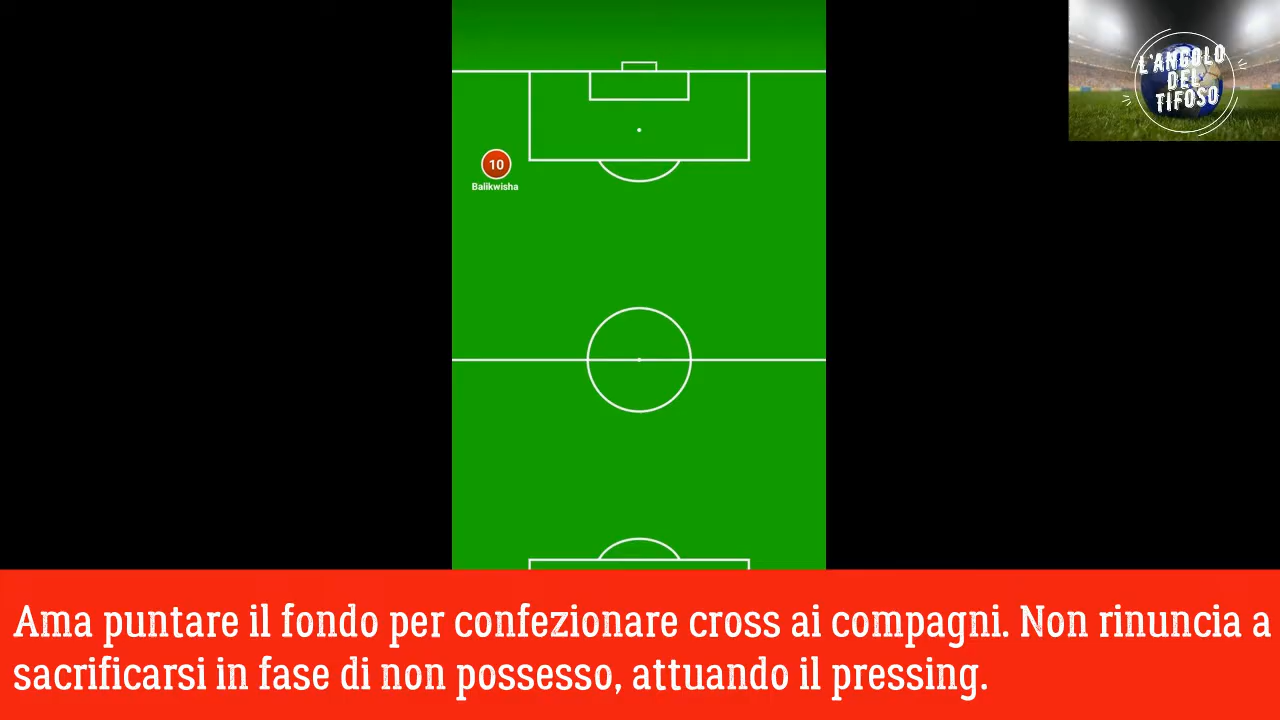 L'ANGOLO
DEL
TIFOSO
10
Balikwisha
Ama puntare il fondo per confezionare cross ai compagni. Non rinuncia a
sacrificarsi in fase di non possesso, attuando il pressing.